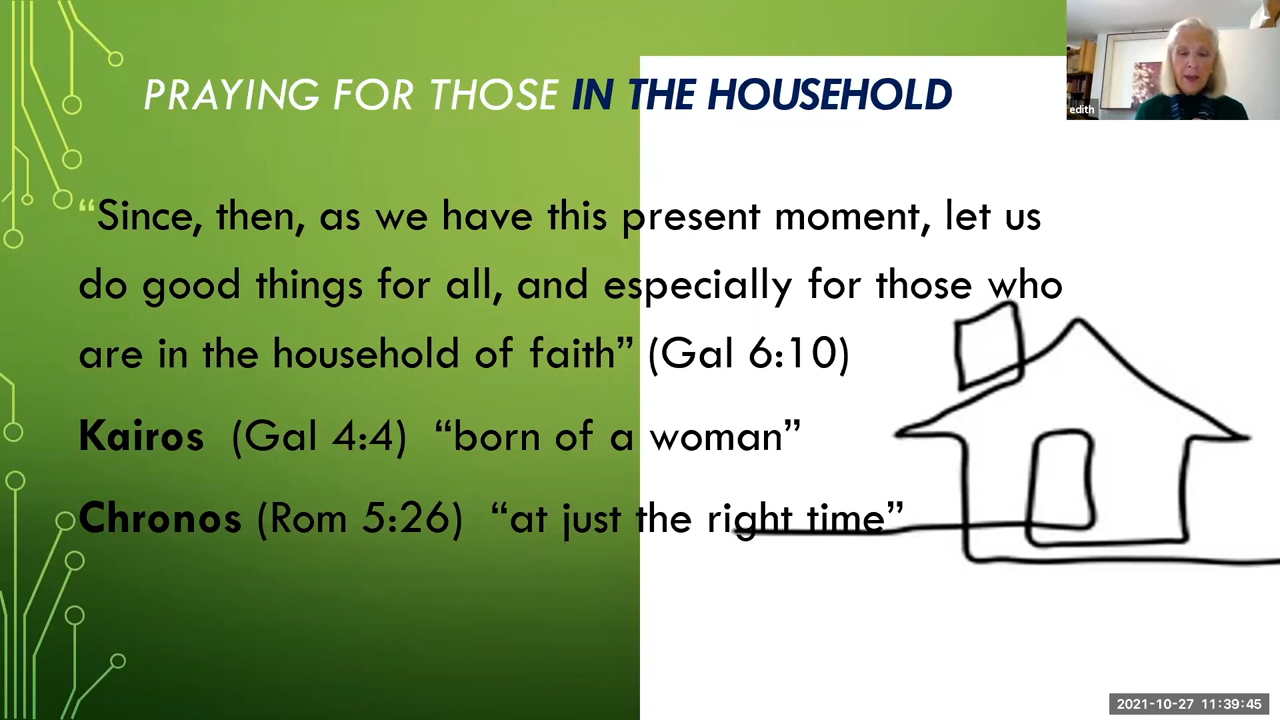 PRAYING FOR THOSE IN THE HOUSEHOLD
edith
“Since, then, as we have this present moment, let us
do good things for all, and especially for those who
are in the household of faith” (Gal 6:10)
Kairos (Gal 4:4) “born of a woman”
Chronos (Rom 5:26) “at just the right time”
2021-10-27 11:39:45